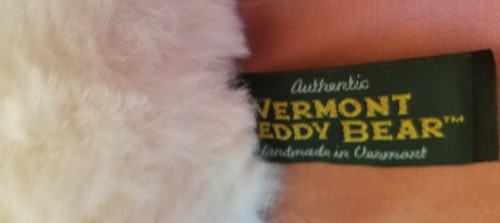 Authentic
VERMONT
EDDY BEAR™
andmade in Vermont